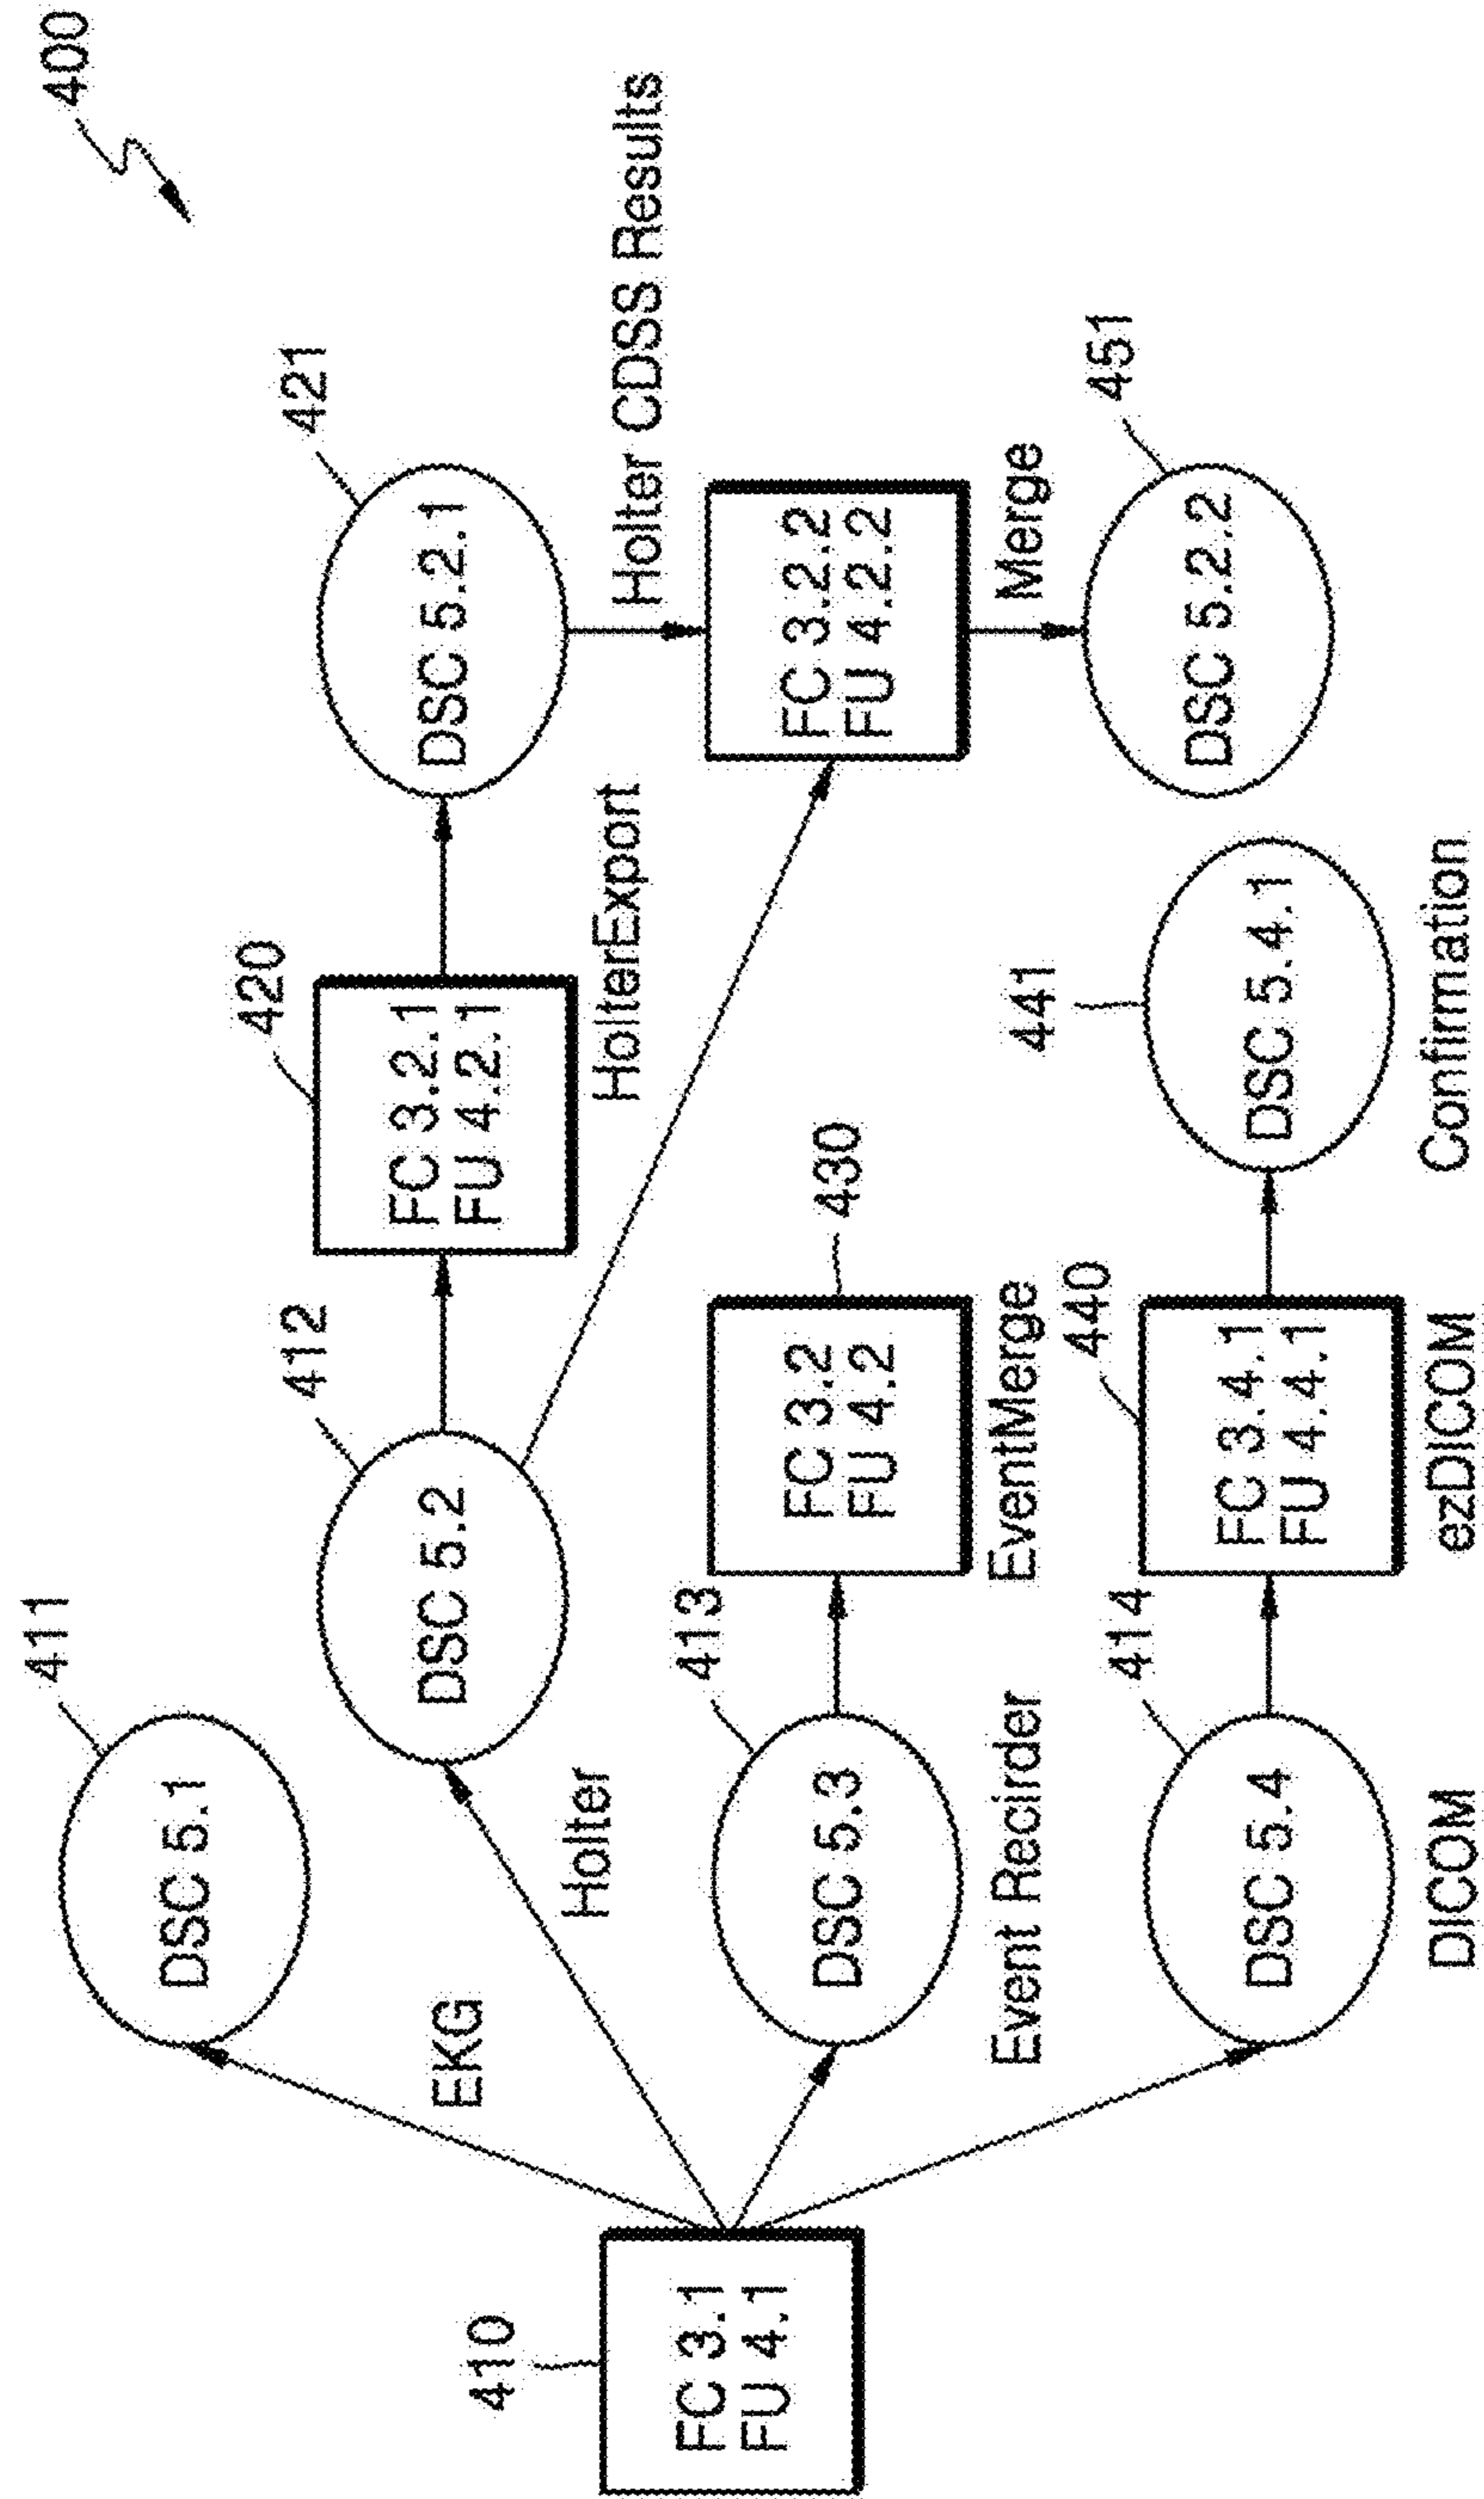 400
411
DSC 5.1
EKG
412
DSC 5.2
Holter
420
FC 3.2.1
FU 4.2.1
HolterExport
421
DSC 5.2.1
Holter CDSS Results
410
FC 3.1
FU 4.1
413
DSC 5.3
Event Recirder
430
FC 3.2
FU 4.2
EventMerge
FC 3.2.2
FU 4.2.2
Merge
414
DSC 5.4
DICOM
440
FC 3.4.1
FU 4.4.1
ezDICOM
441
DSC 5.4.1
Confirmation
451
DSC 5.2.2